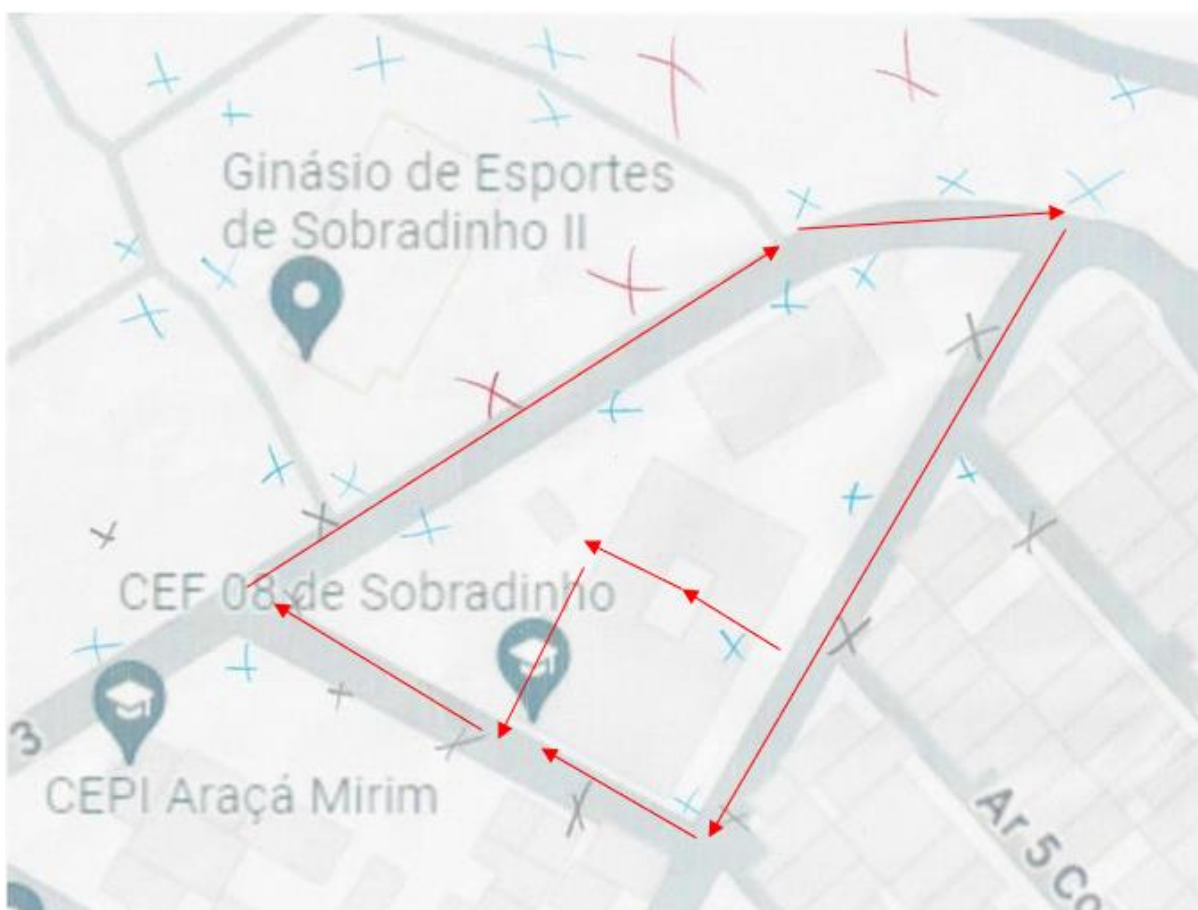 Ginásio de Esportes
de Sobradinho II
CEF 08 de Sobradinho
3
CEPI Araçá Mirim
Ar 5 Co